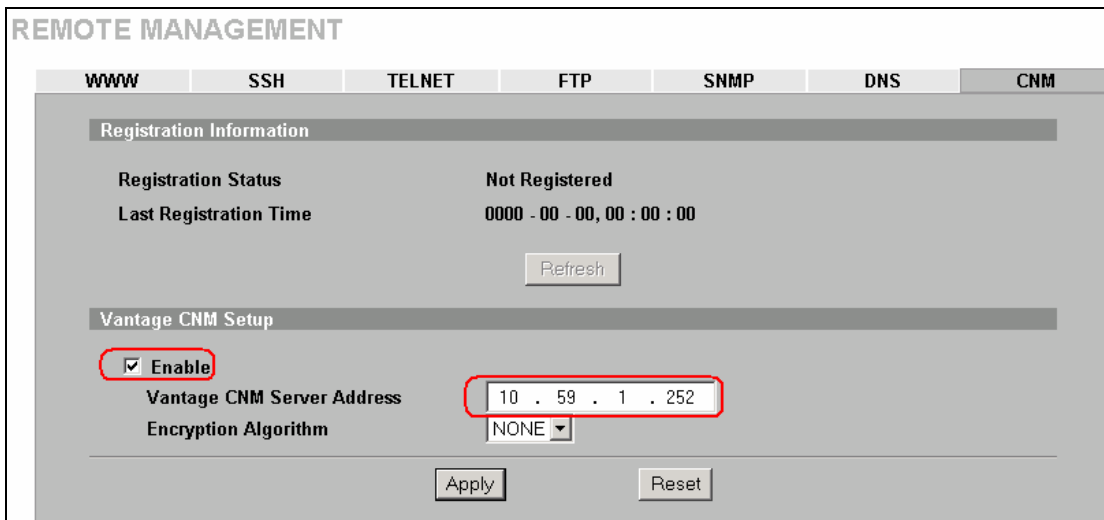 REMOTE MANAGEMENT
WWW SSH TELNET FTP SNMP DNS CNM
Registration Information
Registration Status Not Registered
Last Registration Time 0000 - 00 - 00, 00 : 00 : 00
Refresh
Vantage CNM Setup
Enable
Vantage CNM Server Address 10 . 59 . 1 . 252
Encryption Algorithm NONE
Apply Reset